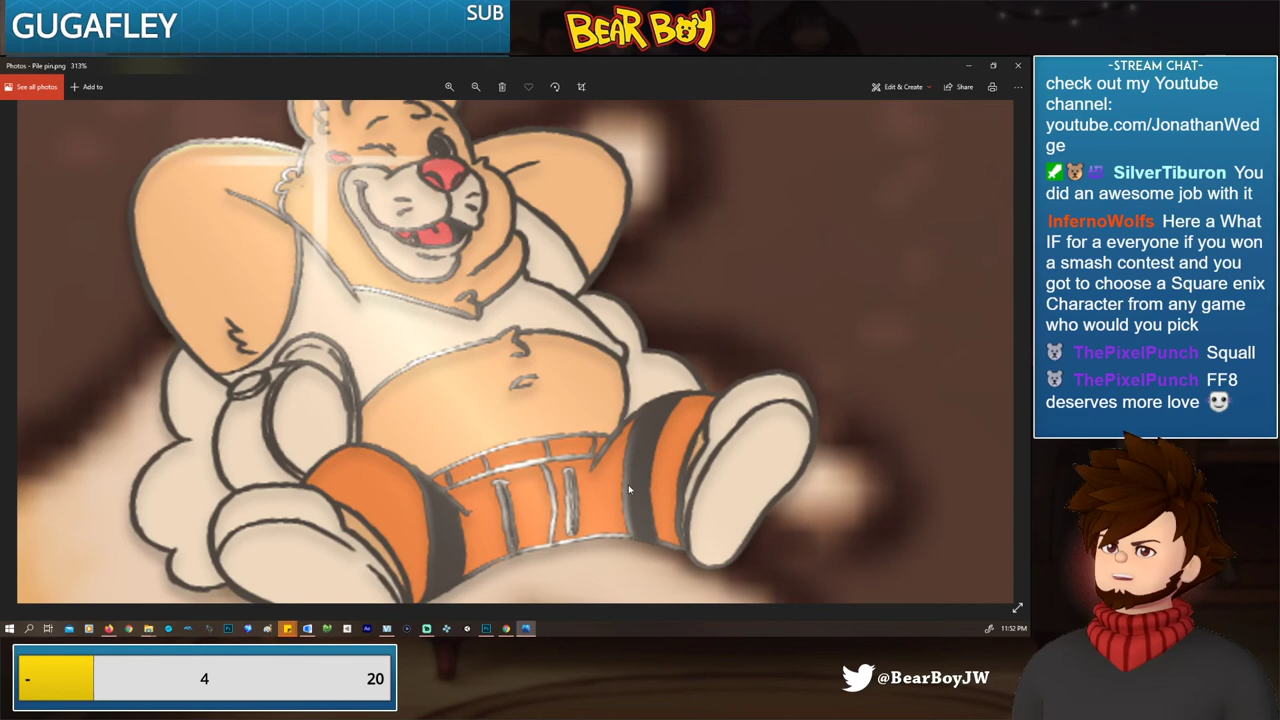 GUGAFLEY
SUB
BEAR BOY
Photos - Pile pin.png 313%
See all photos
+ Add to
Edit & Create
Share
-STREAM CHAT-
check out my Youtube
channel:
youtube.com/JonathanWed
ge
SilverTiburon You
did an awesome job with it
InfernoWolfs Here a What
IF for a everyone if you won
a smash contest and you
got to choose a Square enix
Character from any game
who would you pick
ThePixelPunch Squall
ThePixelPunch FF8
deserves more love
11:52 PM
- 4 20
@BearBoyJW